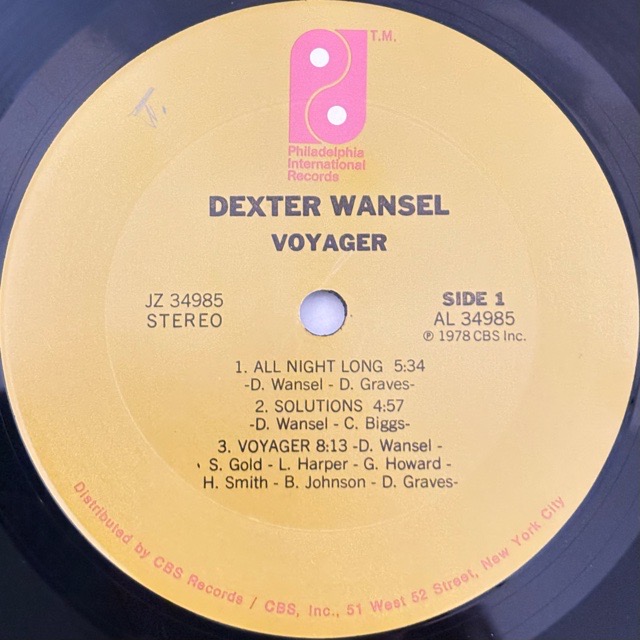 T.
T.M.
Philadelphia
International
Records
DEXTER WANSEL
VOYAGER
JZ 34985
STEREO
SIDE 1
AL 34985
℗ 1978 CBS Inc.
1. ALL NIGHT LONG 5:34
-D. Wansel - D. Graves-
2. SOLUTIONS 4:57
-D. Wansel - C. Biggs-
3. VOYAGER 8:13 -D. Wansel -
S. Gold - L. Harper - G. Howard -
H. Smith - B. Johnson - D. Graves-
Distributed by CBS Records / CBS, Inc., 51 West 52 Street, New York City